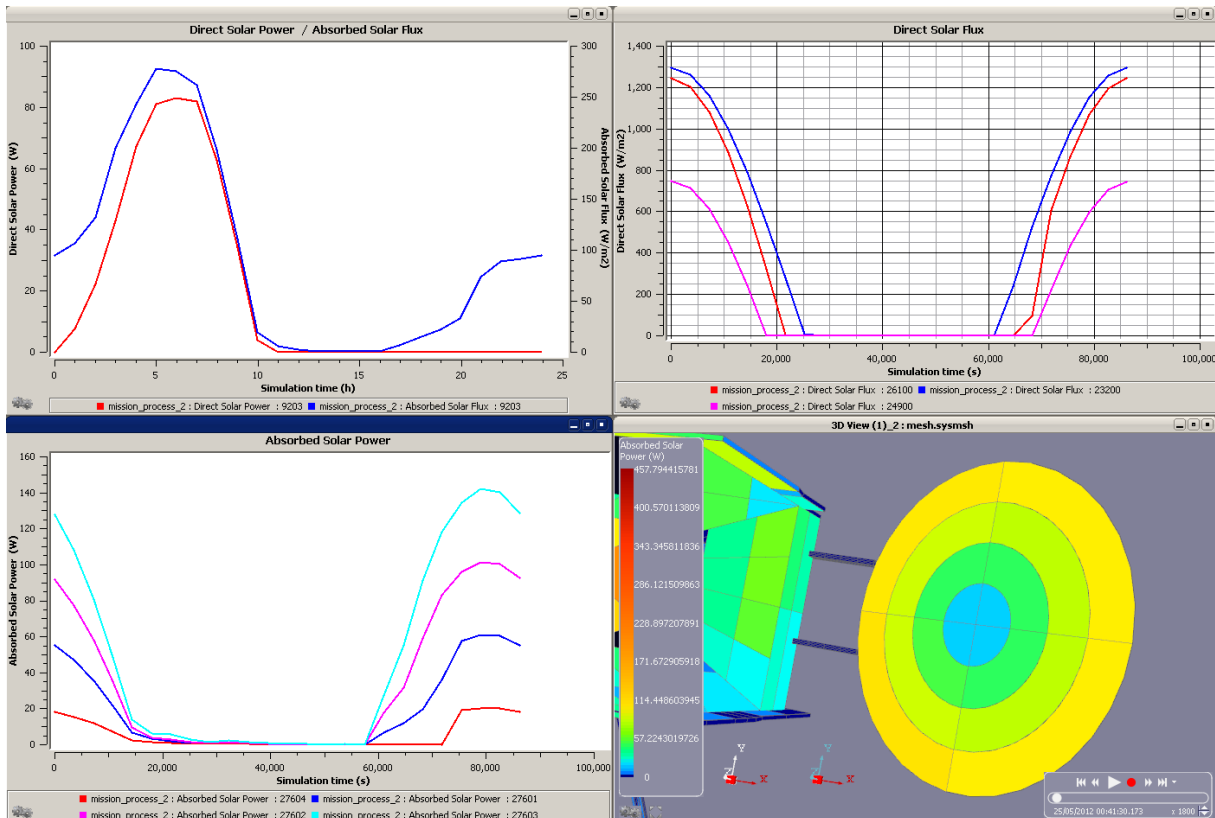 Direct Solar Power / Absorbed Solar Flux
100
80
60
40
20
0
Direct Solar Power (W)
300
250
200
150
100
50
0
Absorbed Solar Flux (W/m2)
0 5 10 15 20 25
Simulation time (h)
mission_process_2 : Direct Solar Power : 9203 mission_process_2 : Absorbed Solar Flux : 9203
Direct Solar Flux
1,400
1,200
1,000
800
600
400
200
0
Direct Solar Flux (W/m2)
0 20,000 40,000 60,000 80,000 100,000
Simulation time (s)
mission_process_2 : Direct Solar Flux : 26100 mission_process_2 : Direct Solar Flux : 23200
mission_process_2 : Direct Solar Flux : 24900
Absorbed Solar Power
160
140
120
100
80
60
40
20
0
Absorbed Solar Power (W)
0 20,000 40,000 60,000 80,000 100,000
Simulation time (s)
mission_process_2 : Absorbed Solar Power : 27604 mission_process_2 : Absorbed Solar Power : 27601
mission_process_2 : Absorbed Solar Power : 27602 mission_process_2 : Absorbed Solar Power : 27603
3D View (1)_2 : mesh.sysmsh
Absorbed Solar
Power (W)
457.794415781
400.570113809
343.345811836
286.121509863
228.897207891
171.672905918
114.448603945
57.2243019726
0
Y
Z
X
Y
Z
X
25/05/2012 00:41:30.173 x 1800